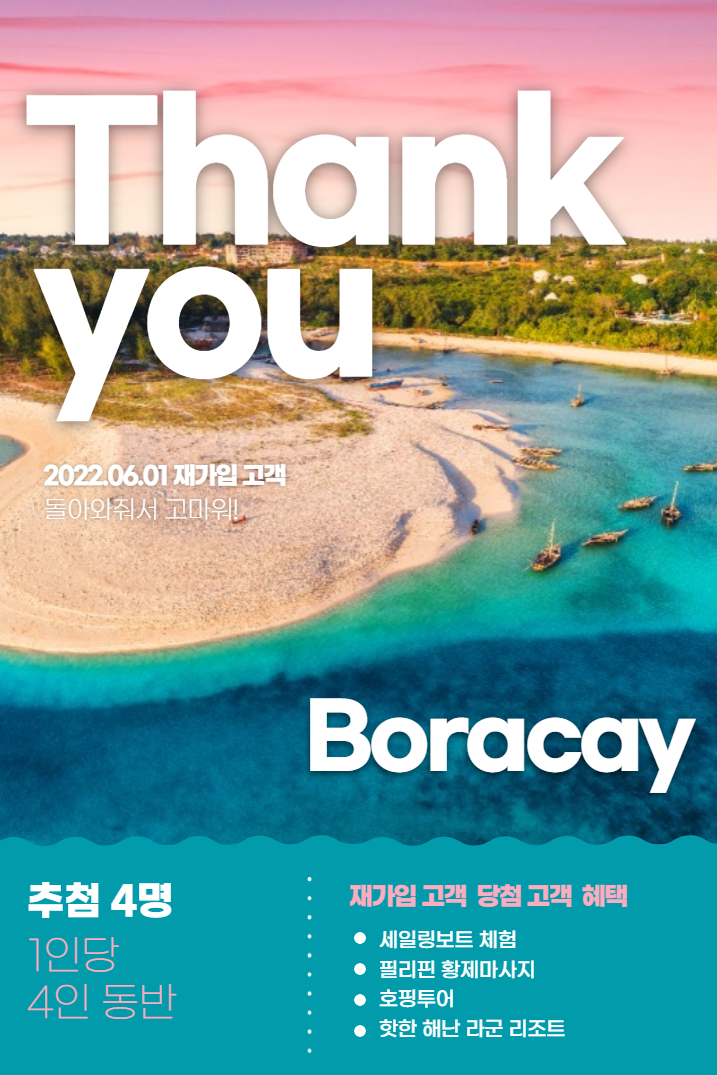 Thank
you
2022.06.01 재가입 고객
돌아와줘서 고마워!
Boracay
추첨 4명
1인당
4인 동반
재가입 고객 당첨 고객 혜택
세일링보트 체험
필리핀 황제마사지
호핑투어
핫한 해난 라군 리조트